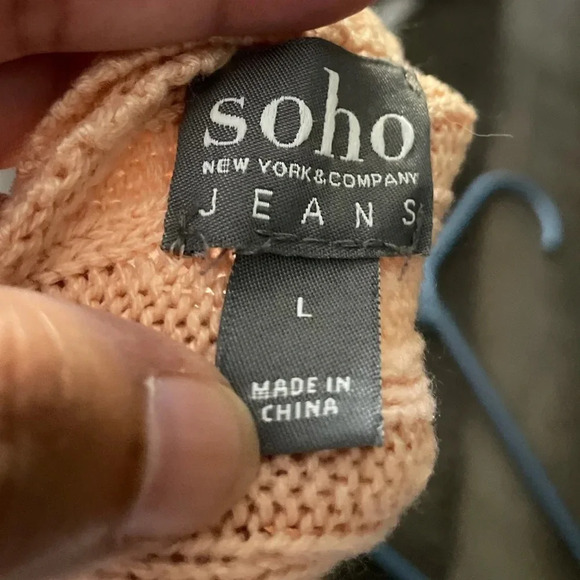 soho
NEW YORK & COMPANY
JEANS
L
MADE IN
CHINA